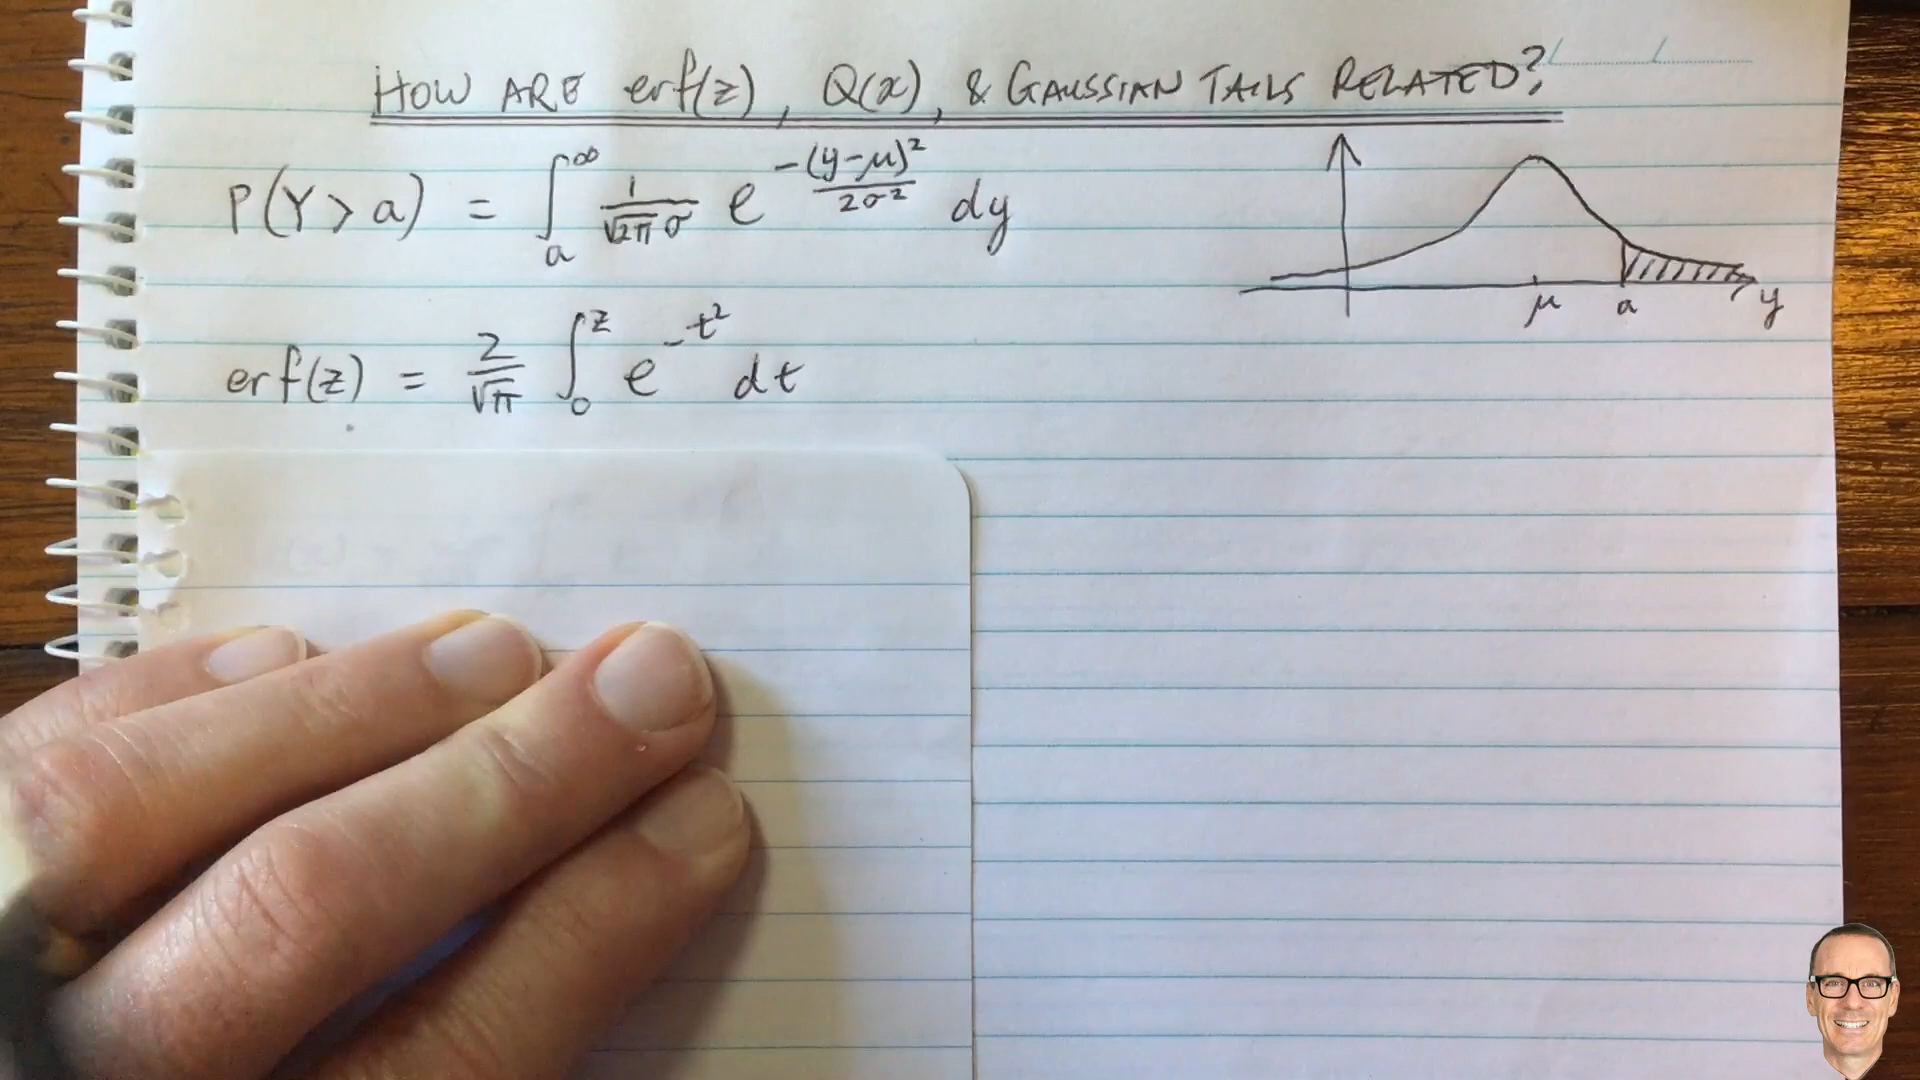 HOW ARE erf(z), Q(x), & GAUSSIAN TAILS RELATED?
P(Y > a) = ∫_a^∞ 1/(√2π σ) e^(-(y-μ)²/2σ²) dy
μ a y
erf(z) = 2/√π ∫_0^z e^(-t²) dt